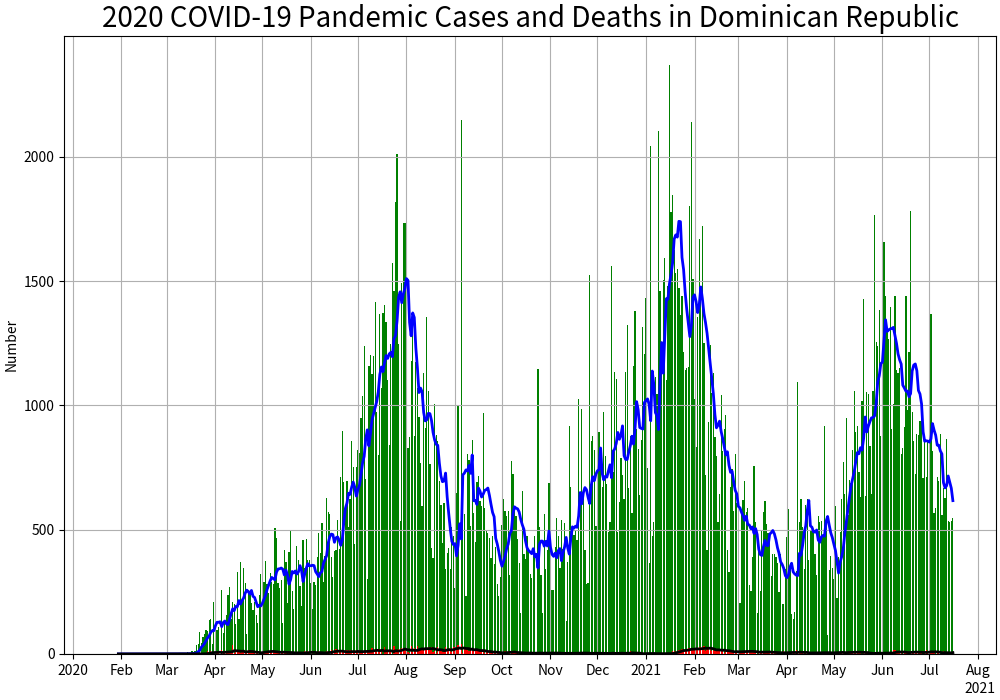 2020 COVID-19 Pandemic Cases and Deaths in Dominican Republic
Number
2000
1500
1000
500
0
2020 Feb Mar Apr May Jun Jul Aug Sep Oct Nov Dec 2021 Feb Mar Apr May Jun Jul Aug
2021